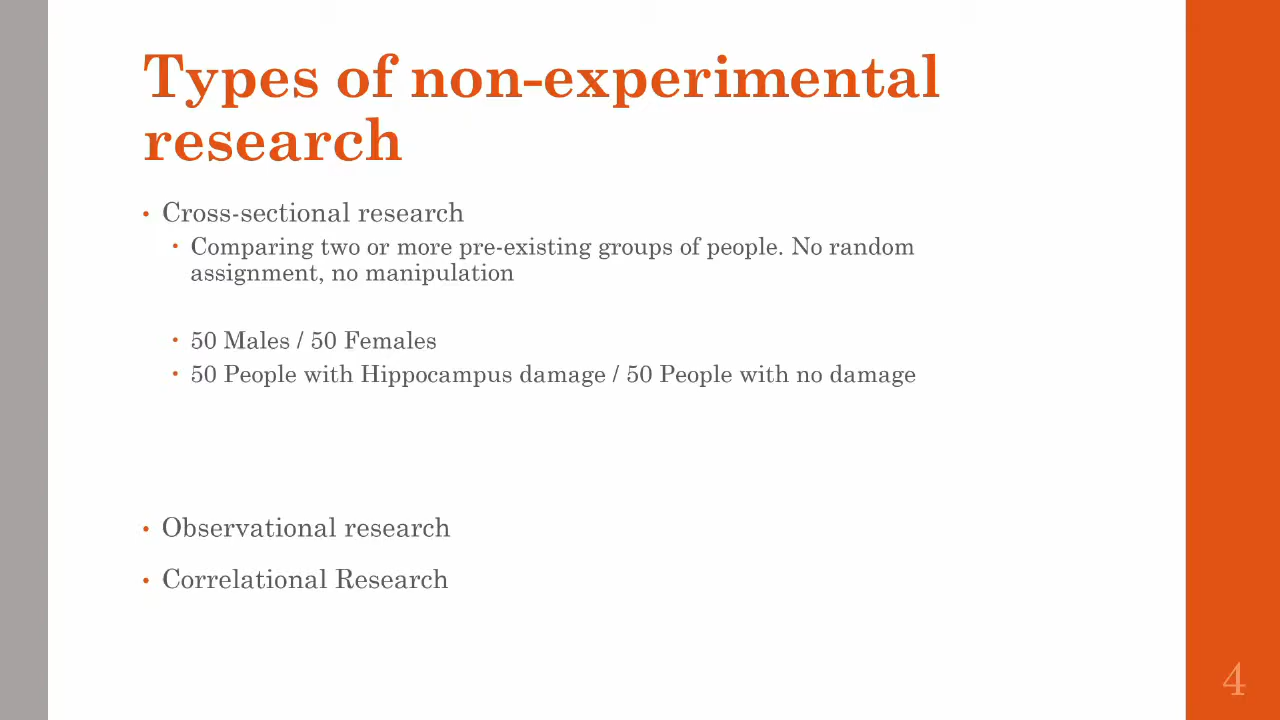 Types of non-experimental
research
• Cross-sectional research
• Comparing two or more pre-existing groups of people. No random
assignment, no manipulation
• 50 Males / 50 Females
• 50 People with Hippocampus damage / 50 People with no damage
• Observational research
• Correlational Research
4